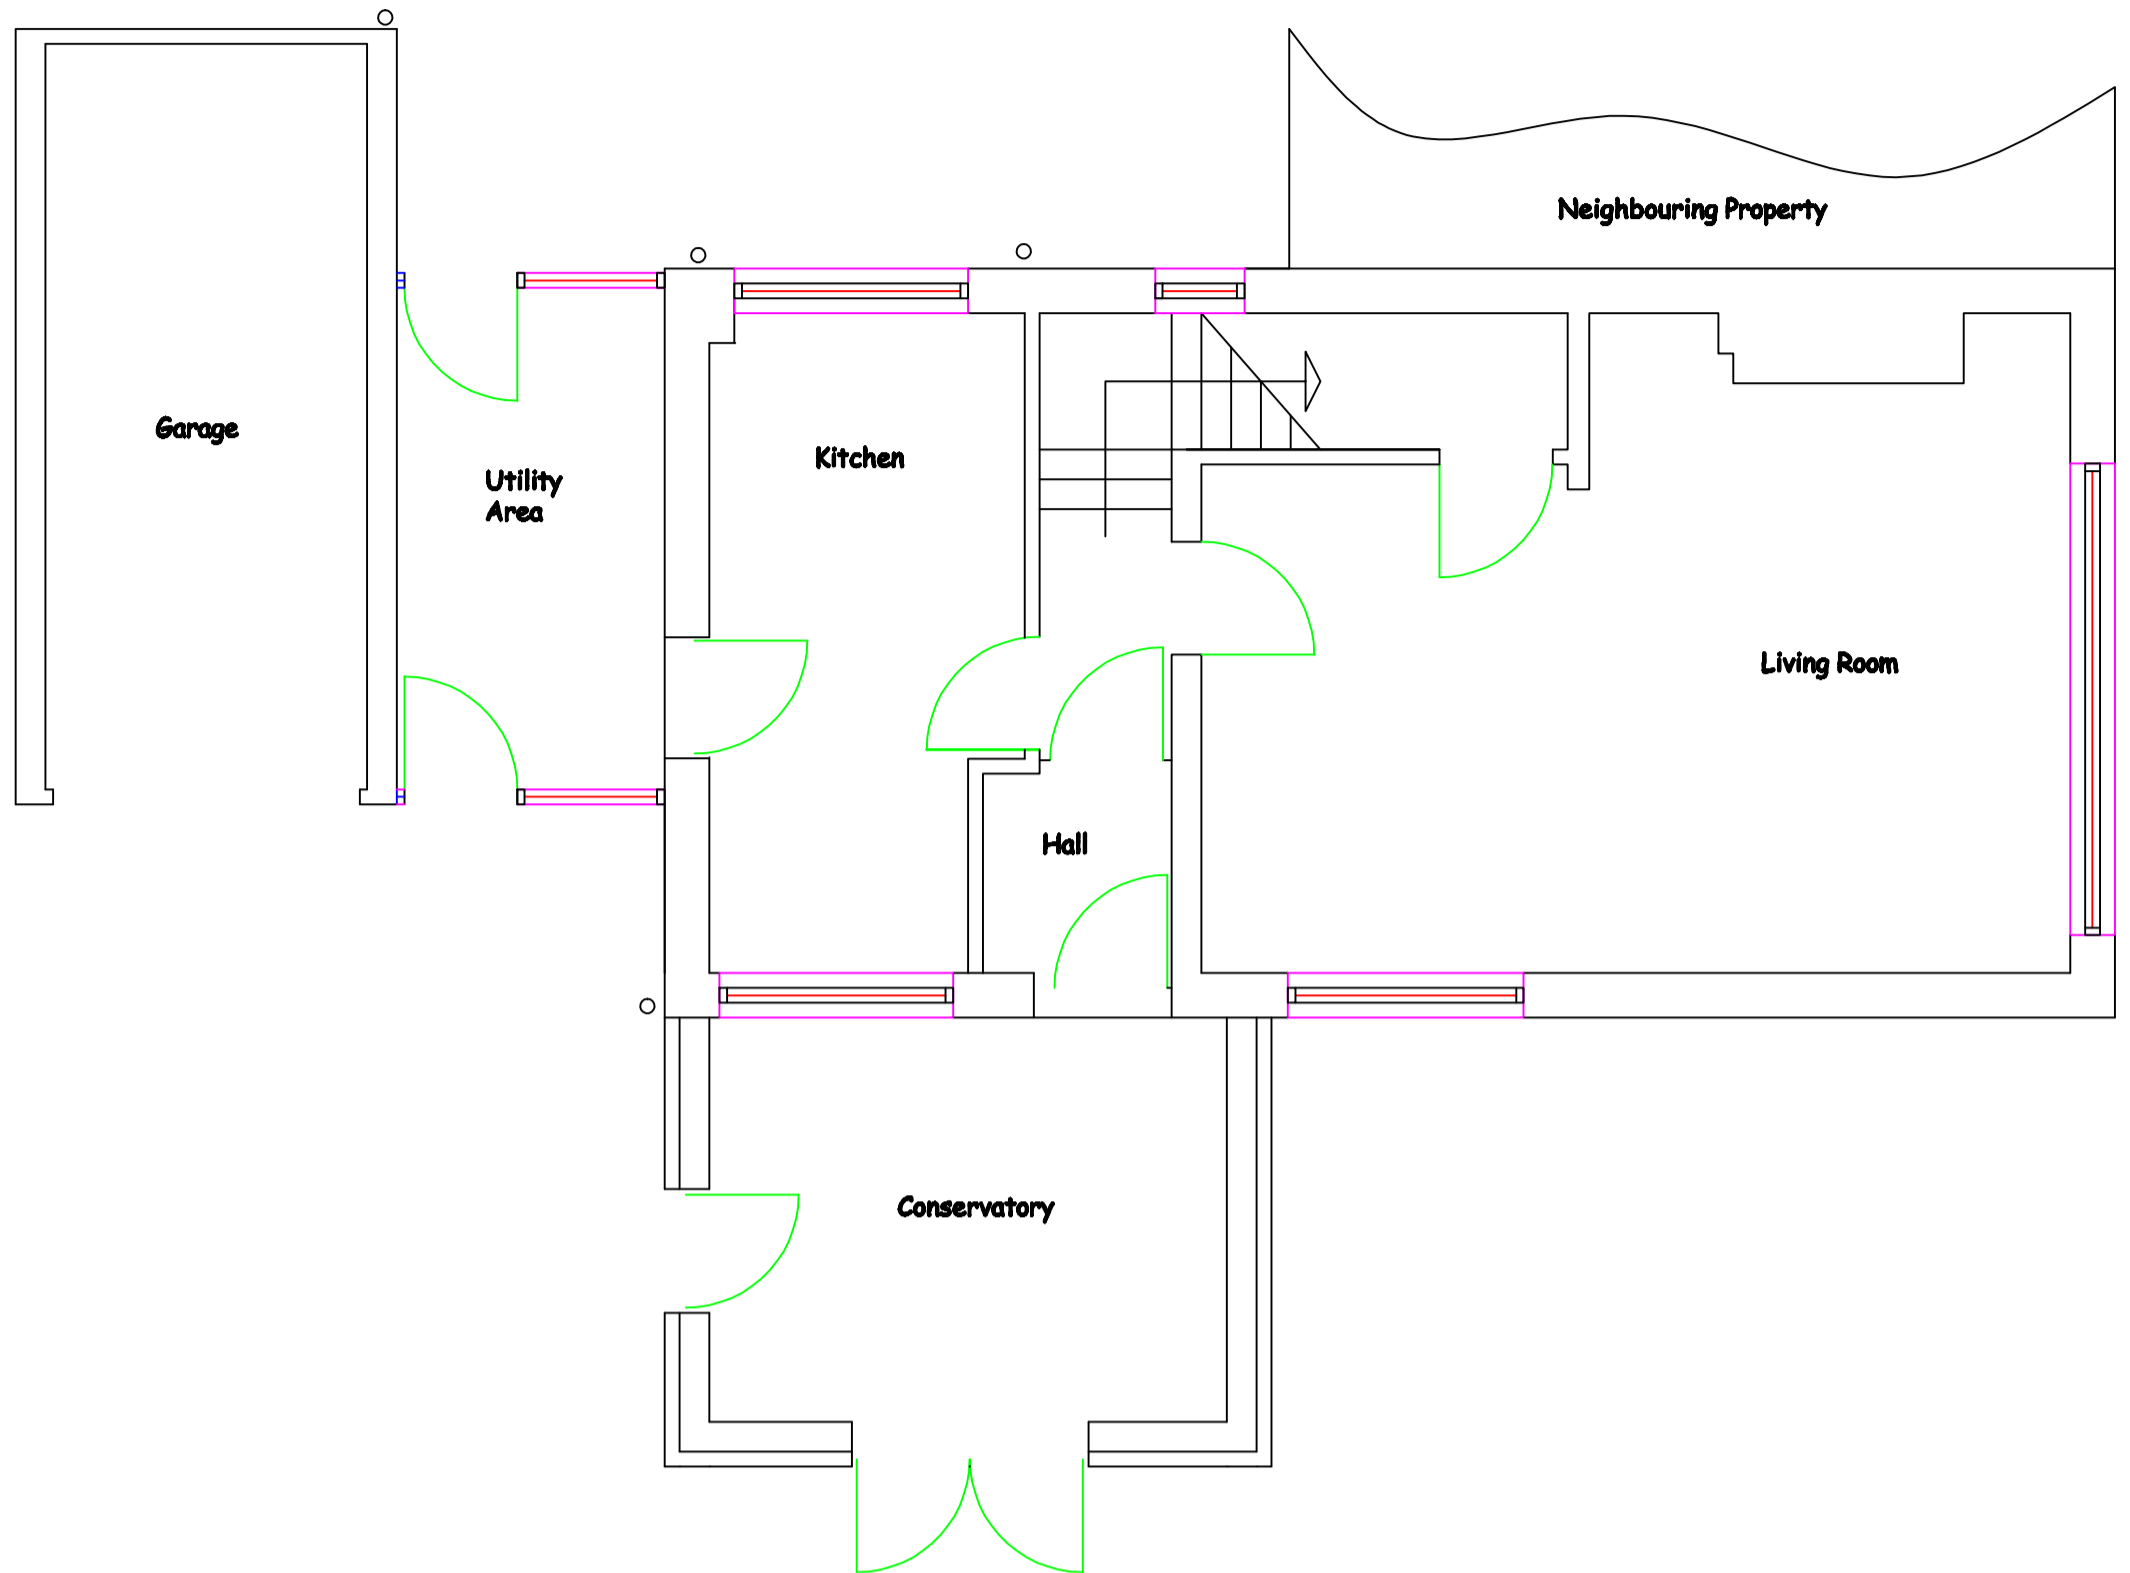 Neighbouring Property
Garage
Utility
Area
Kitchen
Living Room
Hall
Conservatory